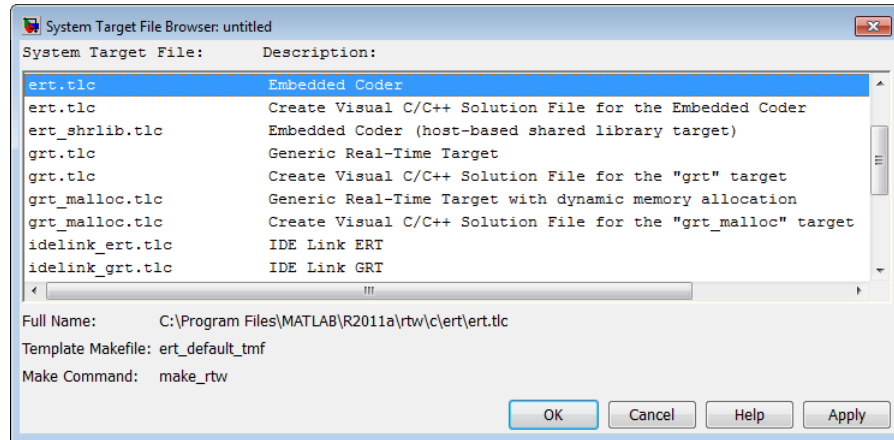 System Target File Browser: untitled
System Target File: Description:
ert.tlc Embedded Coder
ert.tlc Create Visual C/C++ Solution File for the Embedded Coder
ert_shrlib.tlc Embedded Coder (host-based shared library target)
grt.tlc Generic Real-Time Target
grt.tlc Create Visual C/C++ Solution File for the "grt" target
grt_malloc.tlc Generic Real-Time Target with dynamic memory allocation
grt_malloc.tlc Create Visual C/C++ Solution File for the "grt_malloc" target
idelink_ert.tlc IDE Link ERT
idelink_grt.tlc IDE Link GRT
Full Name: C:\Program Files\MATLAB\R2011a\rtw\c\ert\ert.tlc
Template Makefile: ert_default_tmf
Make Command: make_rtw
OK Cancel Help Apply